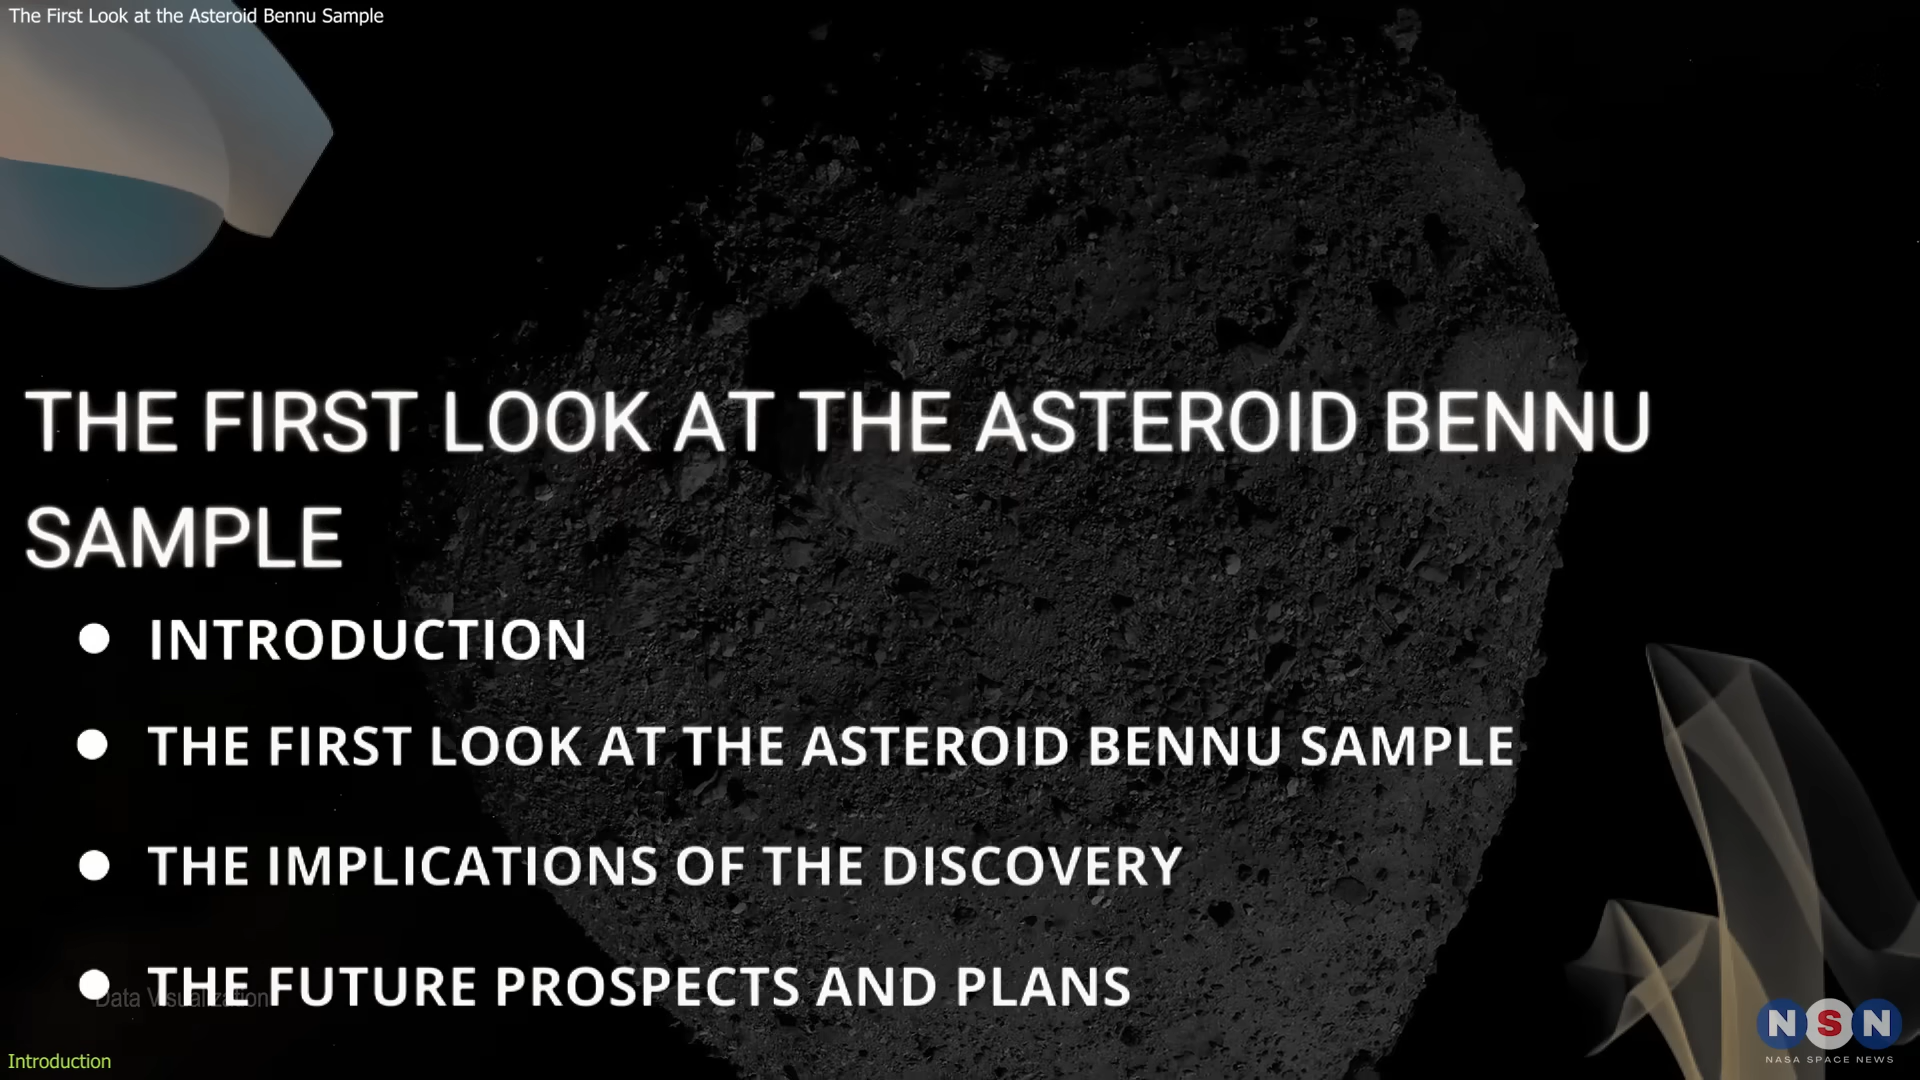 The First Look at the Asteroid Bennu Sample
THE FIRST LOOK AT THE ASTEROID BENNU
SAMPLE
INTRODUCTION
THE FIRST LOOK AT THE ASTEROID BENNU SAMPLE
THE IMPLICATIONS OF THE DISCOVERY
THE FUTURE PROSPECTS AND PLANS
Data Visualization
NSN
NASA SPACE NEWS
Introduction